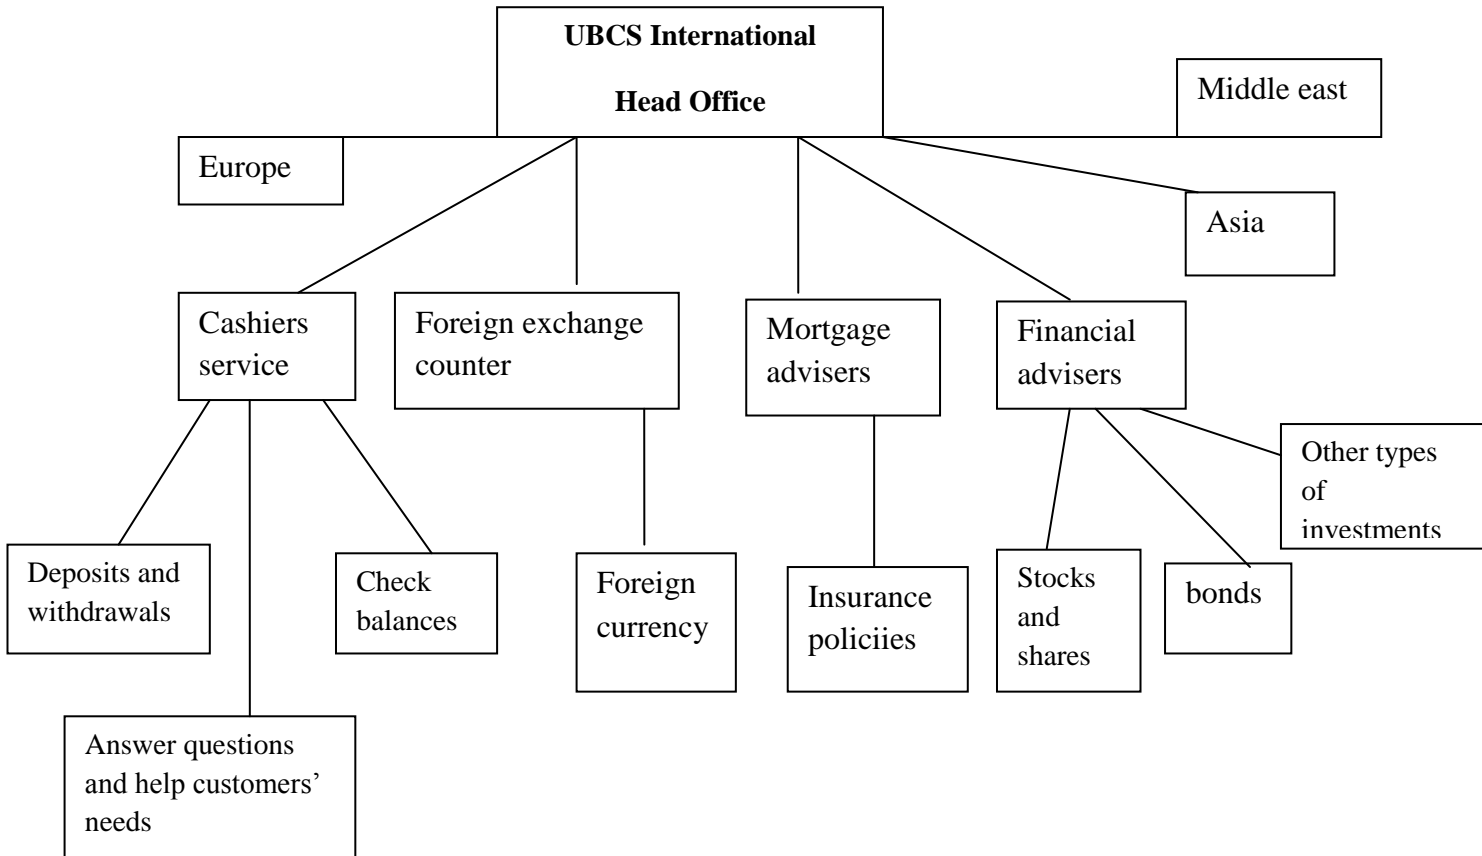 UBCS International
Head Office
Middle east
Europe
Asia
Cashiers
service
Foreign exchange
counter
Mortgage
advisers
Financial
advisers
Other types
of
investments
Deposits and
withdrawals
Check
balances
Foreign
currency
Insurance
policiies
Stocks
and
shares
bonds
Answer questions
and help customers’
needs